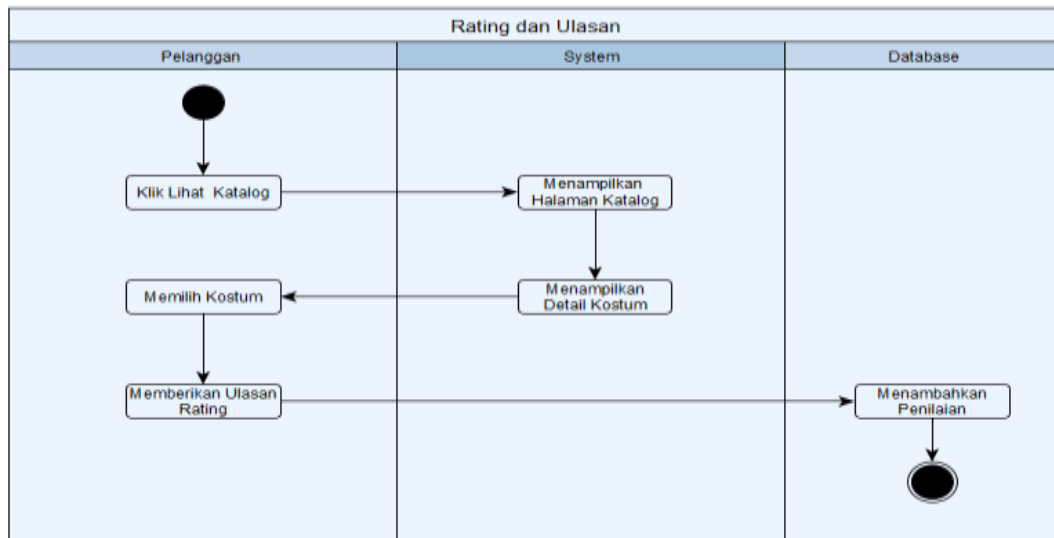 Rating dan Ulasan
Pelanggan
System
Database
Klik Lihat Katalog
Menampilkan
Halaman Katalog
Memilih Kostum
Menampilkan
Detail Kostum
Memberikan Ulasan
Rating
Menambahkan
Penilaian